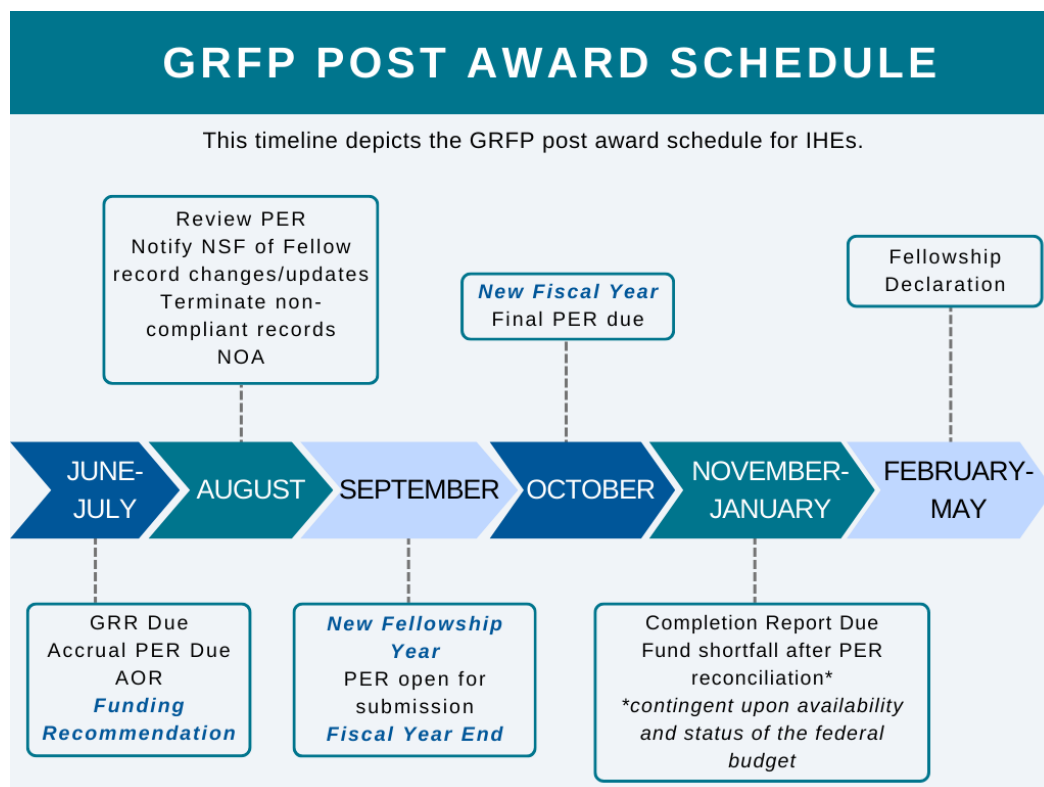 GRFP POST AWARD SCHEDULE
This timeline depicts the GRFP post award schedule for IHEs.
Review PER
Notify NSF of Fellow
record changes/updates
Terminate non-
compliant records
NOA
New Fiscal Year
Final PER due
Fellowship
Declaration
JUNE-
JULY
AUGUST
SEPTEMBER
OCTOBER
NOVEMBER-
JANUARY
FEBRUARY-
MAY
GRR Due
Accrual PER Due
AOR
Funding
Recommendation
New Fellowship
Year
PER open for
submission
Fiscal Year End
Completion Report Due
Fund shortfall after PER
reconciliation*
*contingent upon availability
and status of the federal
budget